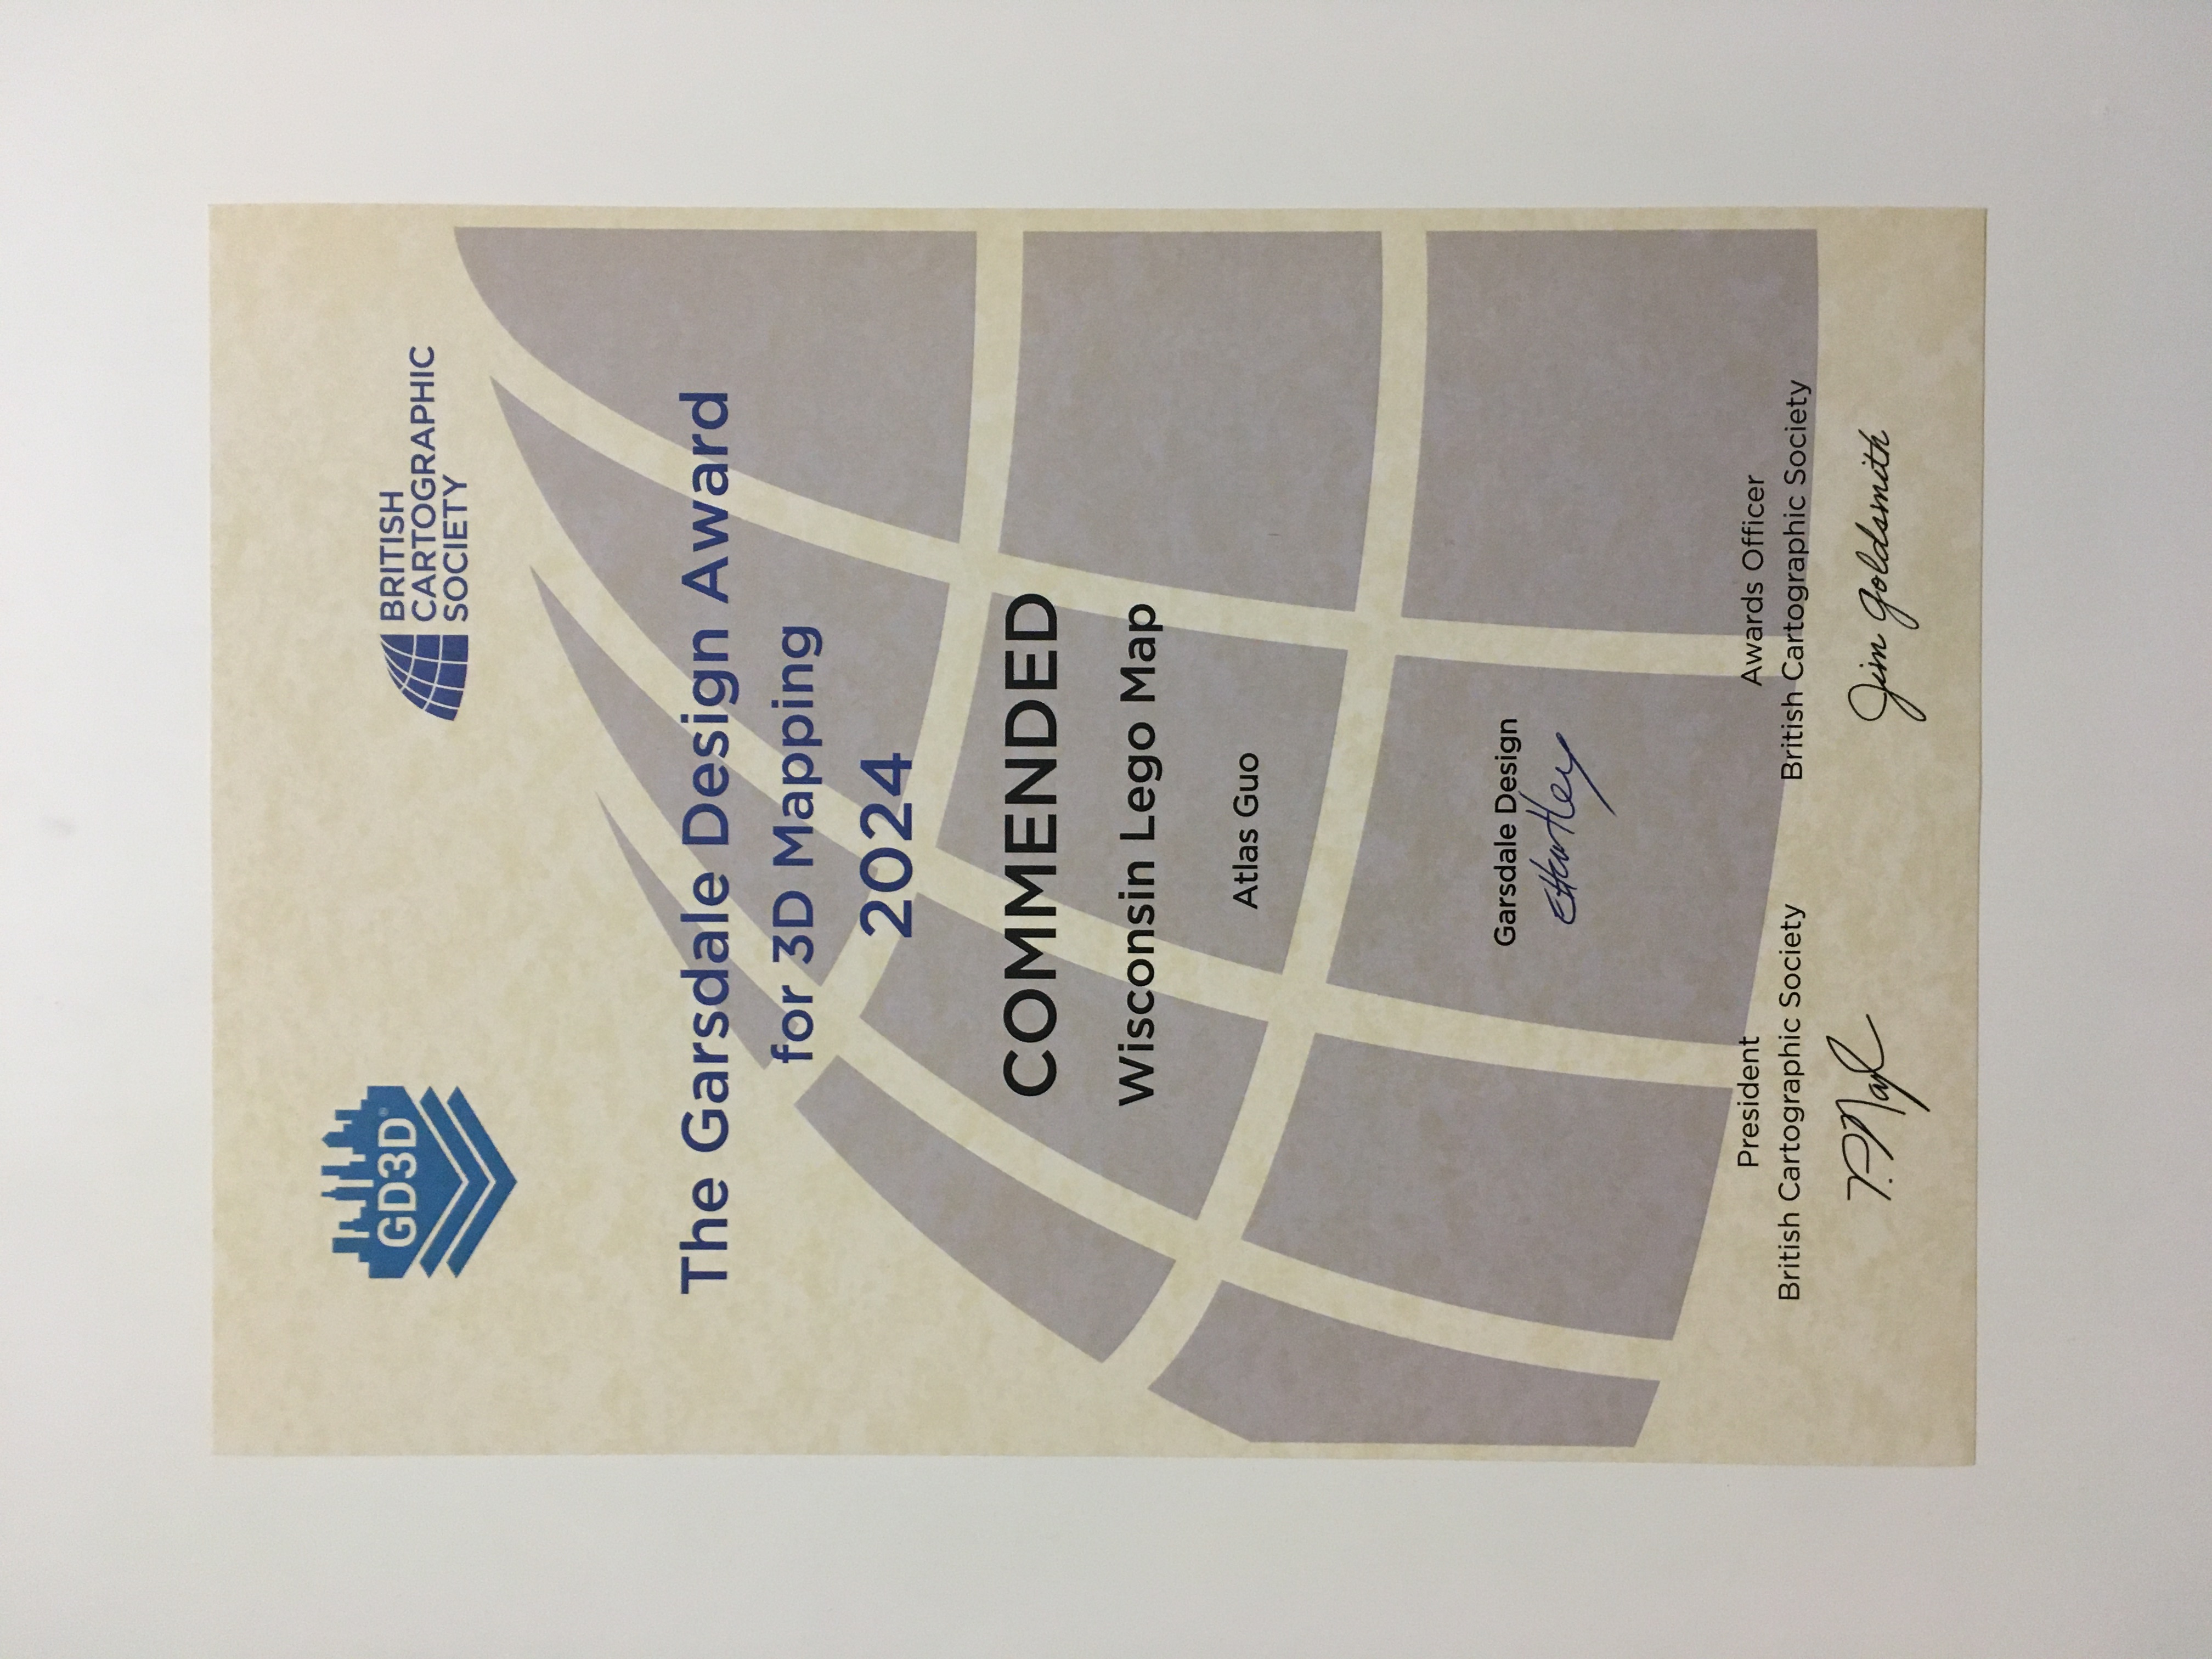 GD3D®
BRITISH
CARTOGRAPHIC
SOCIETY
The Garsdale Design Award
for 3D Mapping
2024
COMMENDED
Wisconsin Lego Map
Atlas Guo
Garsdale Design
EHartley
President
British Cartographic Society
Awards Officer
British Cartographic Society
Jim Goldsmith